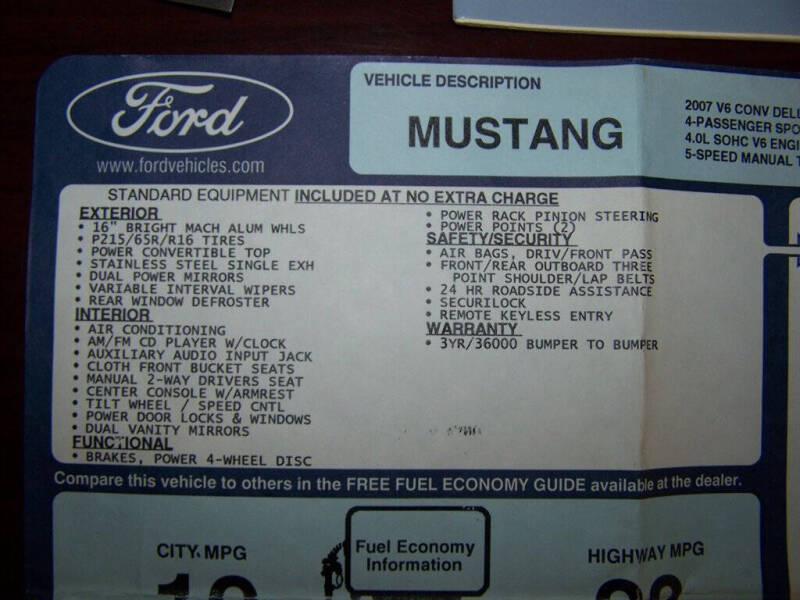 Ford
www.fordvehicles.com
VEHICLE DESCRIPTION
MUSTANG
2007 V6 CONV
4-PASSENGER
4.0L SOHC V6
5-SPEED MANUAL
STANDARD EQUIPMENT INCLUDED AT NO EXTRA CHARGE
EXTERIOR
• 16" BRIGHT MACH ALUM WHLS
• P215/65R/R16 TIRES
• POWER CONVERTIBLE TOP
• STAINLESS STEEL SINGLE EXH
• DUAL POWER MIRRORS
• VARIABLE INTERVAL WIPERS
• REAR WINDOW DEFROSTER
INTERIOR
• AIR CONDITIONING
• AM/FM CD PLAYER W/CLOCK
• AUXILIARY AUDIO INPUT JACK
• CLOTH FRONT BUCKET SEATS
• MANUAL 2-WAY DRIVERS SEAT
• CENTER CONSOLE W/ARMREST
• TILT WHEEL / SPEED CNTL
• POWER DOOR LOCKS & WINDOWS
• DUAL VANITY MIRRORS
FUNCTIONAL
• BRAKES, POWER 4-WHEEL DISC
• POWER RACK PINION STEERING
• POWER POINTS (2)
SAFETY/SECURITY
• AIR BAGS, DRIV/FRONT PASS
• FRONT/REAR OUTBOARD THREE
POINT SHOULDER/LAP BELTS
• 24 HR ROADSIDE ASSISTANCE
• SECURILOCK
• REMOTE KEYLESS ENTRY
WARRANTY
• 3YR/36000 BUMPER TO BUMPER
Compare this vehicle to others in the FREE FUEL ECONOMY GUIDE available at the dealer.
CITY MPG
Fuel Economy
Information
HIGHWAY MPG